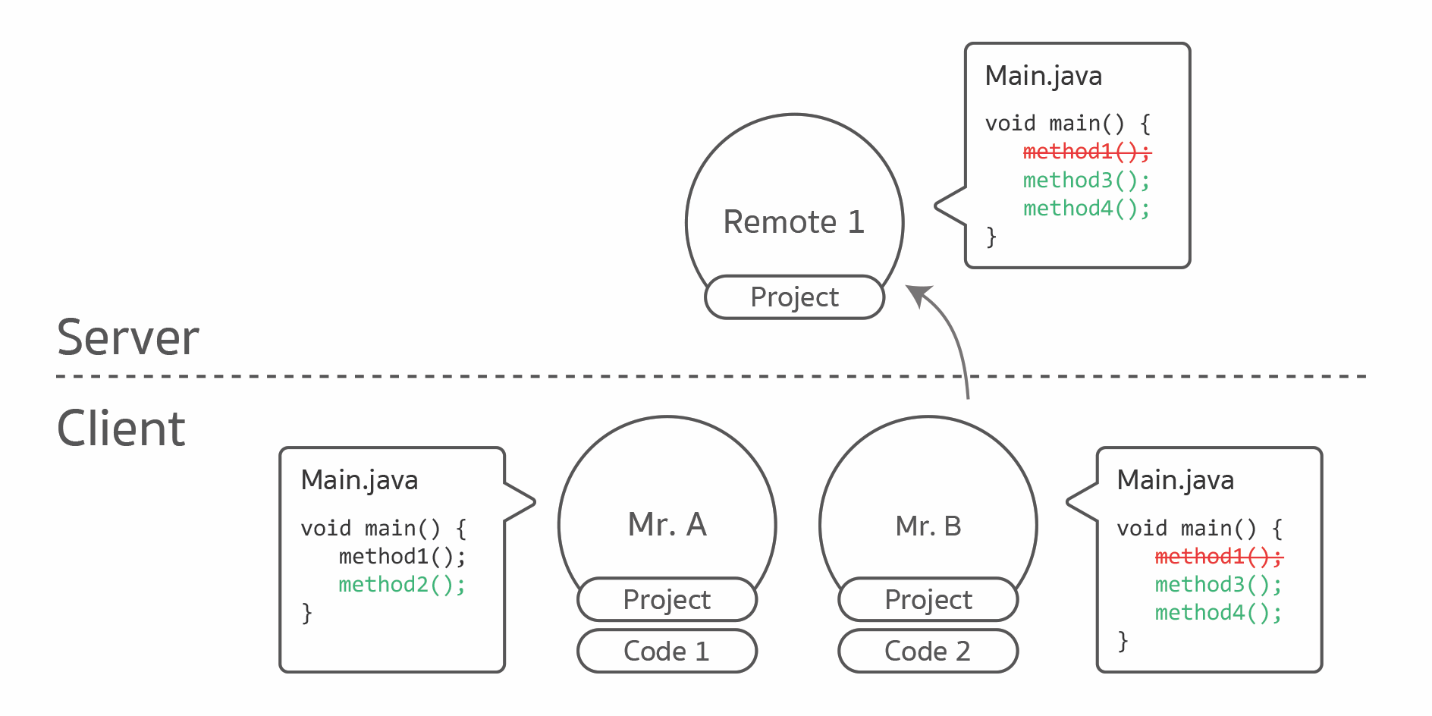 Main.java
void main() {
method1();
method3();
method4();
}
Remote 1
Project
Server
Client
Main.java
void main() {
method1();
method2();
}
Mr. A
Project
Code 1
Mr. B
Project
Code 2
Main.java
void main() {
method1();
method3();
method4();
}